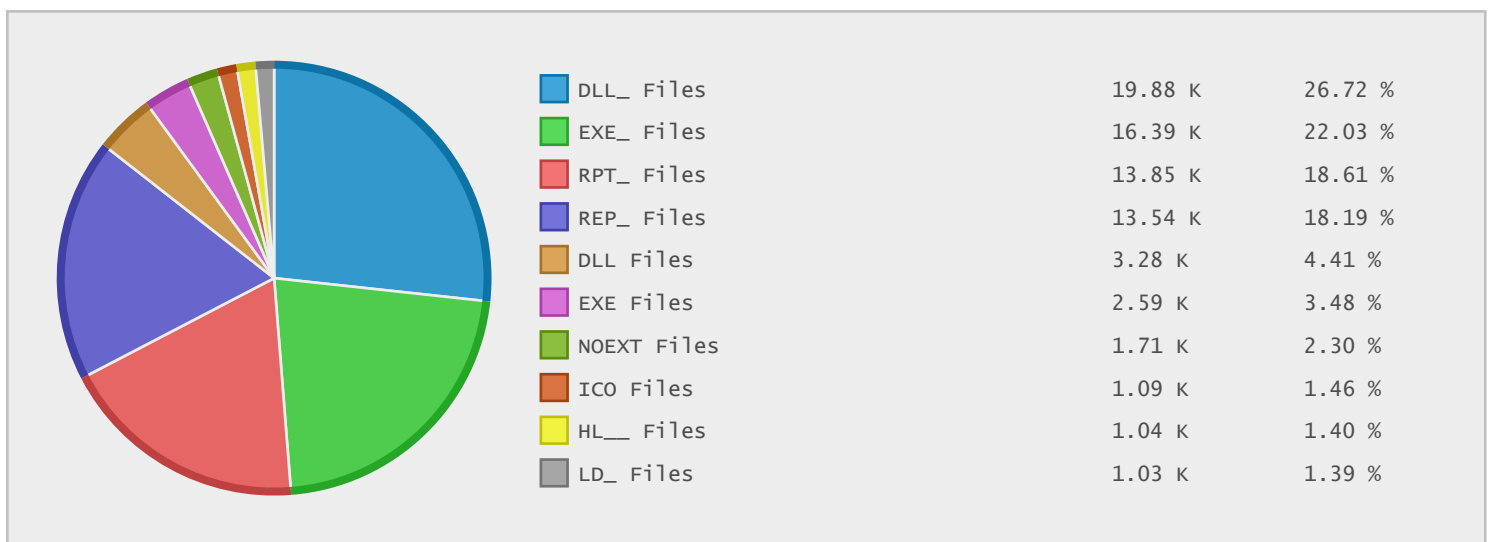 DLL_ Files 19.88 K 26.72 %
EXE_ Files 16.39 K 22.03 %
RPT_ Files 13.85 K 18.61 %
REP_ Files 13.54 K 18.19 %
DLL Files 3.28 K 4.41 %
EXE Files 2.59 K 3.48 %
NOEXT Files 1.71 K 2.30 %
ICO Files 1.09 K 1.46 %
HL__ Files 1.04 K 1.40 %
LD_ Files 1.03 K 1.39 %